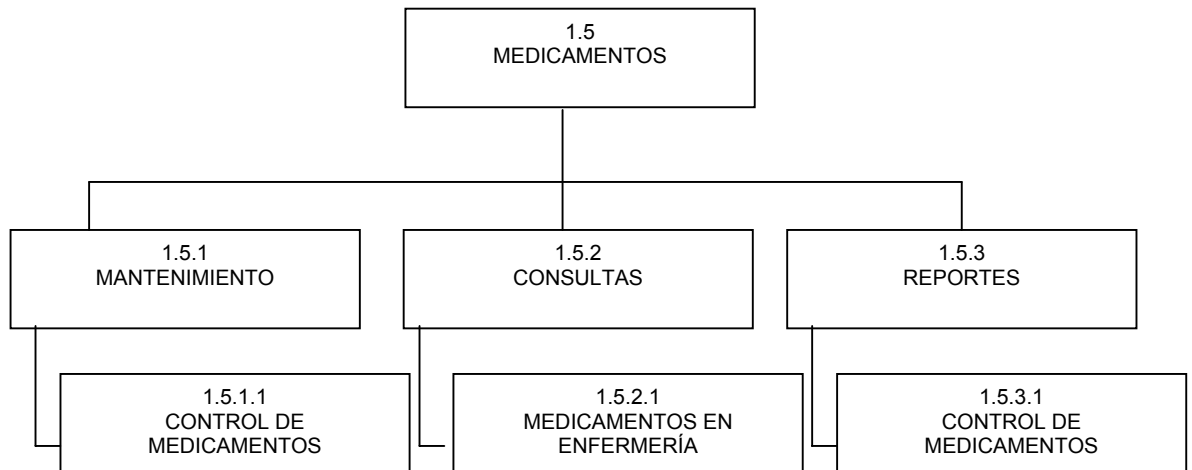 1.5
MEDICAMENTOS
1.5.1
MANTENIMIENTO
1.5.2
CONSULTAS
1.5.3
REPORTES
1.5.1.1
CONTROL DE
MEDICAMENTOS
1.5.2.1
MEDICAMENTOS EN
ENFERMERÍA
1.5.3.1
CONTROL DE
MEDICAMENTOS